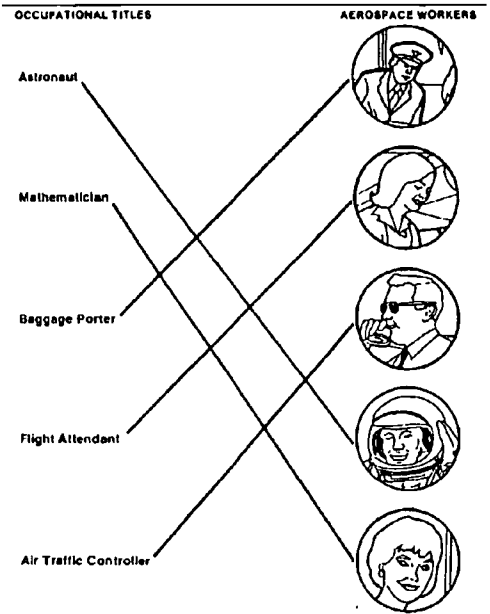 OCCUPATIONAL TITLES AEROSPACE WORKERS
Astronaut
Mathematician
Baggage Porter
Flight Attendant
Air Traffic Controller